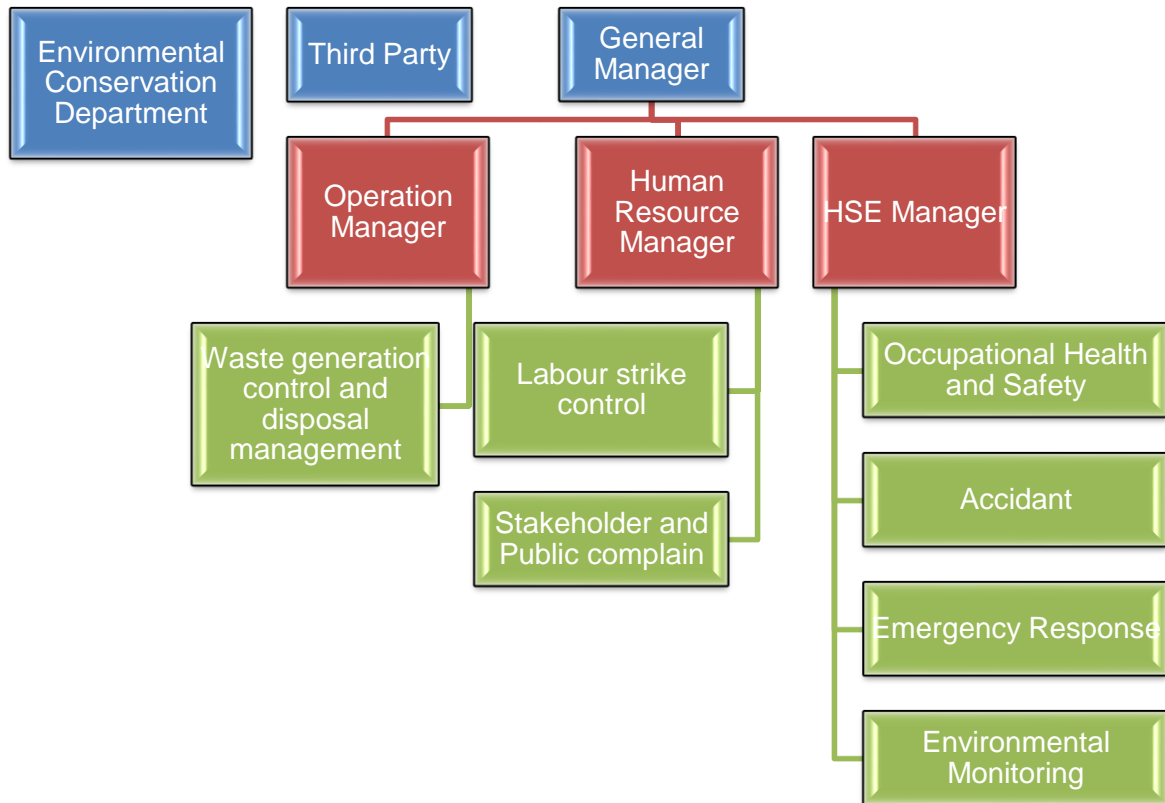 Environmental
Conservation
Department
Third Party
General
Manager
Operation
Manager
Human
Resource
Manager
HSE Manager
Waste generation
control and
disposal
management
Labour strike
control
Stakeholder and
Public complain
Occupational Health
and Safety
Accidant
Emergency Response
Environmental
Monitoring